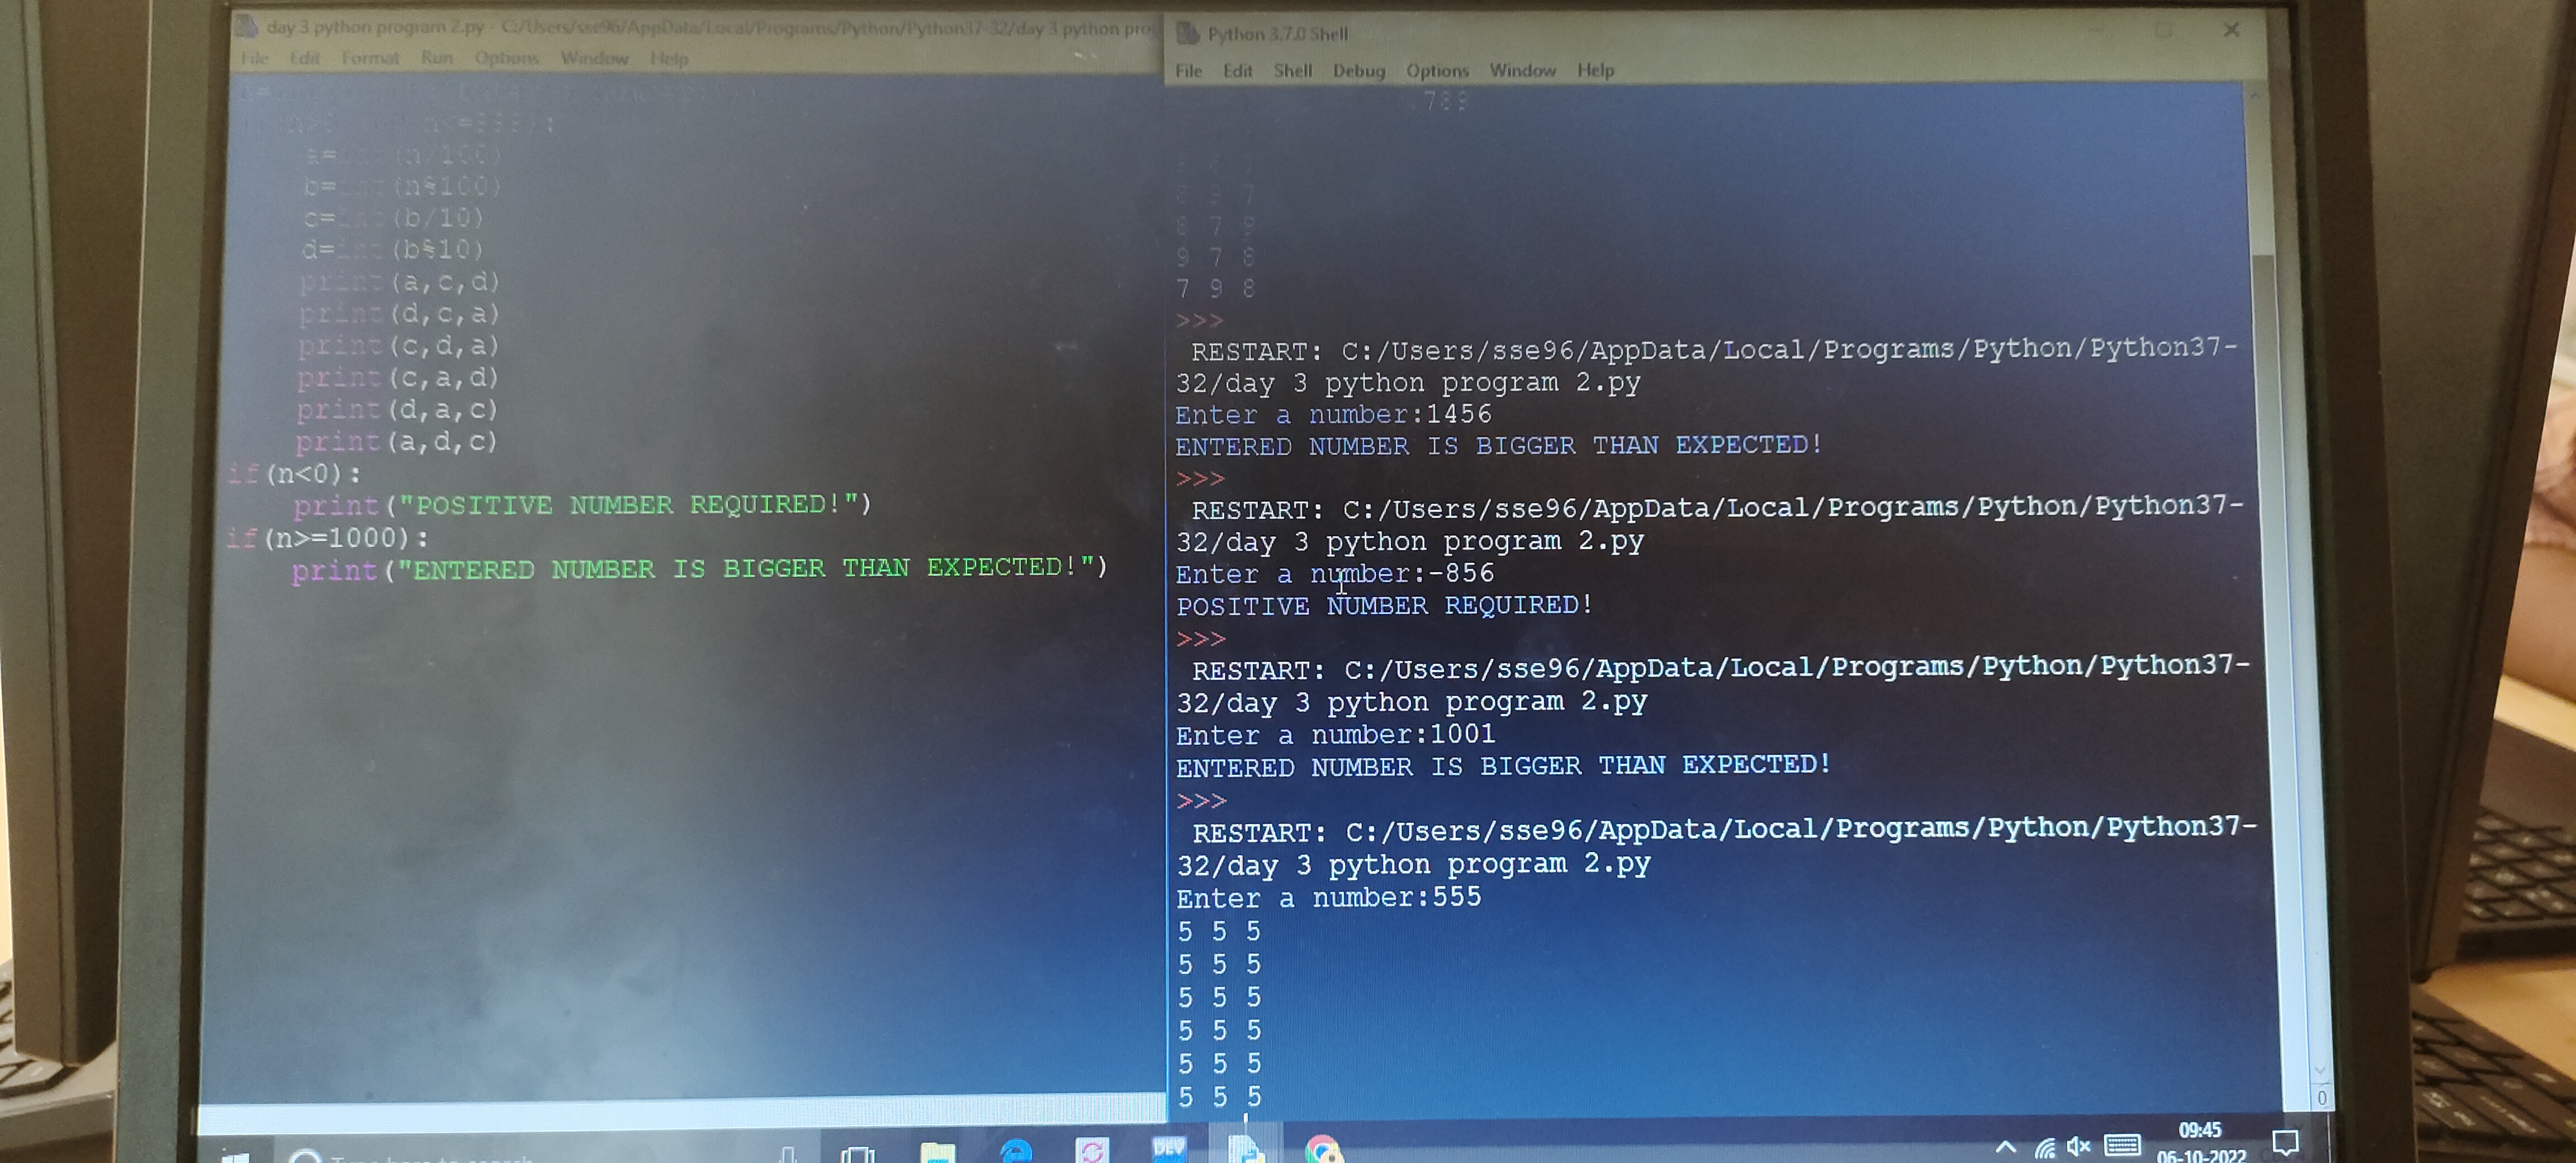 day 3 python program 2.py - C:/Users/sse96/AppData/Local/Programs/Python/Python37-32/day 3 python prog
File Edit Format Run Options Window Help
n<=999):
a=int(n/100)
b=int(n%100)
c=int(b/10)
d=int(b%10)
print(a,c,d)
print(d,c,a)
print(c,d,a)
print(c,a,d)
print(d,a,c)
print(a,d,c)
if(n<0):
print("POSITIVE NUMBER REQUIRED!")
if(n>=1000):
print("ENTERED NUMBER IS BIGGER THAN EXPECTED!")
Python 3.7.0 Shell
File Edit Shell Debug Options Window Help
789
8 9 7
8 7 9
9 7 8
7 9 8
>>>
RESTART: C:/Users/sse96/AppData/Local/Programs/Python/Python37-
32/day 3 python program 2.py
Enter a number:1456
ENTERED NUMBER IS BIGGER THAN EXPECTED!
>>>
RESTART: C:/Users/sse96/AppData/Local/Programs/Python/Python37-
32/day 3 python program 2.py
Enter a number:-856
POSITIVE NUMBER REQUIRED!
>>>
RESTART: C:/Users/sse96/AppData/Local/Programs/Python/Python37-
32/day 3 python program 2.py
Enter a number:1001
ENTERED NUMBER IS BIGGER THAN EXPECTED!
>>>
RESTART: C:/Users/sse96/AppData/Local/Programs/Python/Python37-
32/day 3 python program 2.py
Enter a number:555
5 5 5
5 5 5
5 5 5
5 5 5
5 5 5
5 5 5
0
Type here to search
DEV
09:45
06-10-2022